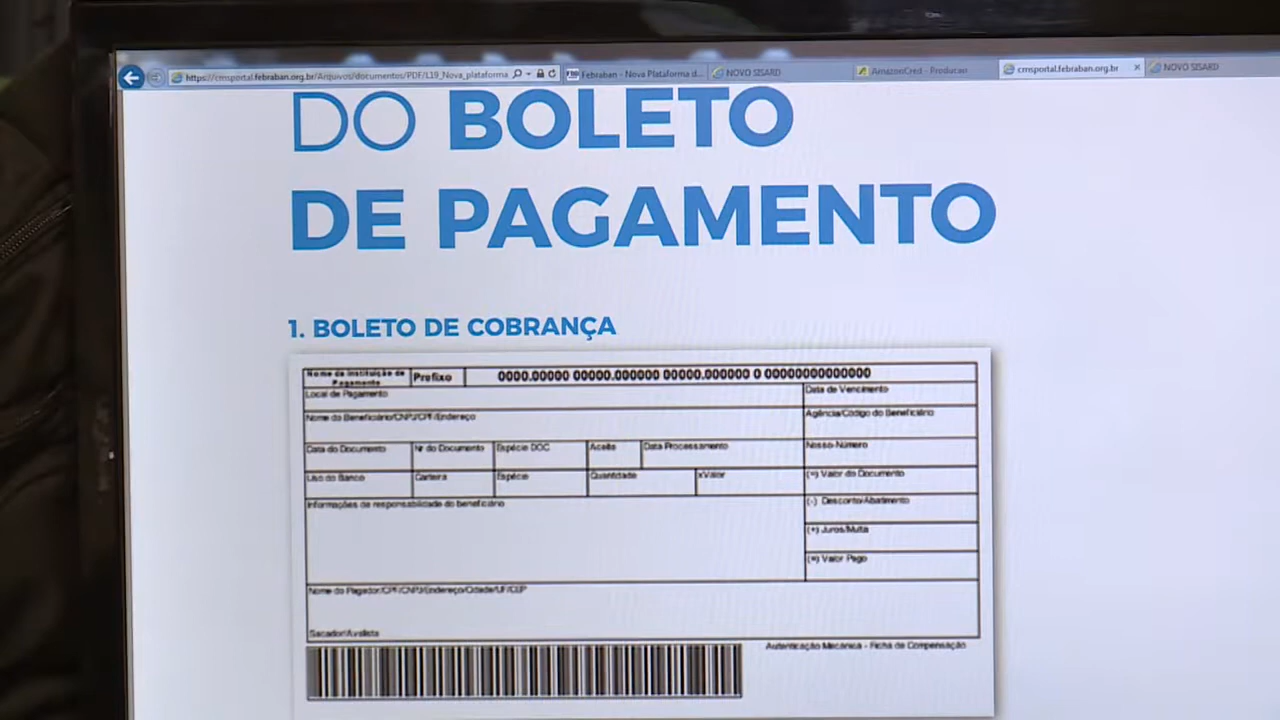 https://cmsportal.febraban.org.br/Arquivos/documentos/PDF/L19_Nova_plataforma
Febraban - Nova Plataforma d...
NOVO SISARD
AmazonCred - Producao
cmsportal.febraban.org.br
NOVO SISARD
DO BOLETO
DE PAGAMENTO
1. BOLETO DE COBRANÇA
Nome da Instituição de Pagamento
Prefixo
0000.00000 00000.000000 00000.000000 0 00000000000000
Local de Pagamento
Data de Vencimento
Nome do Beneficiário/CNPJ/CPF/Endereço
Agência/Código do Beneficiário
Data do Documento
Nr do Documento
Espécie DOC
Aceite
Data Processamento
Nosso-Número
Uso do Banco
Carteira
Espécie
Quantidade
xValor
(=) Valor do Documento
Informações de responsabilidade do beneficiário
(-) Desconto/Abatimento
(+) Juros/Multa
(=) Valor Pago
Nome do Pagador/CPF/CNPJ/Endereço/Cidade/UF/CEP
Sacador/Avalista
Autenticação Mecânica - Ficha de Compensação